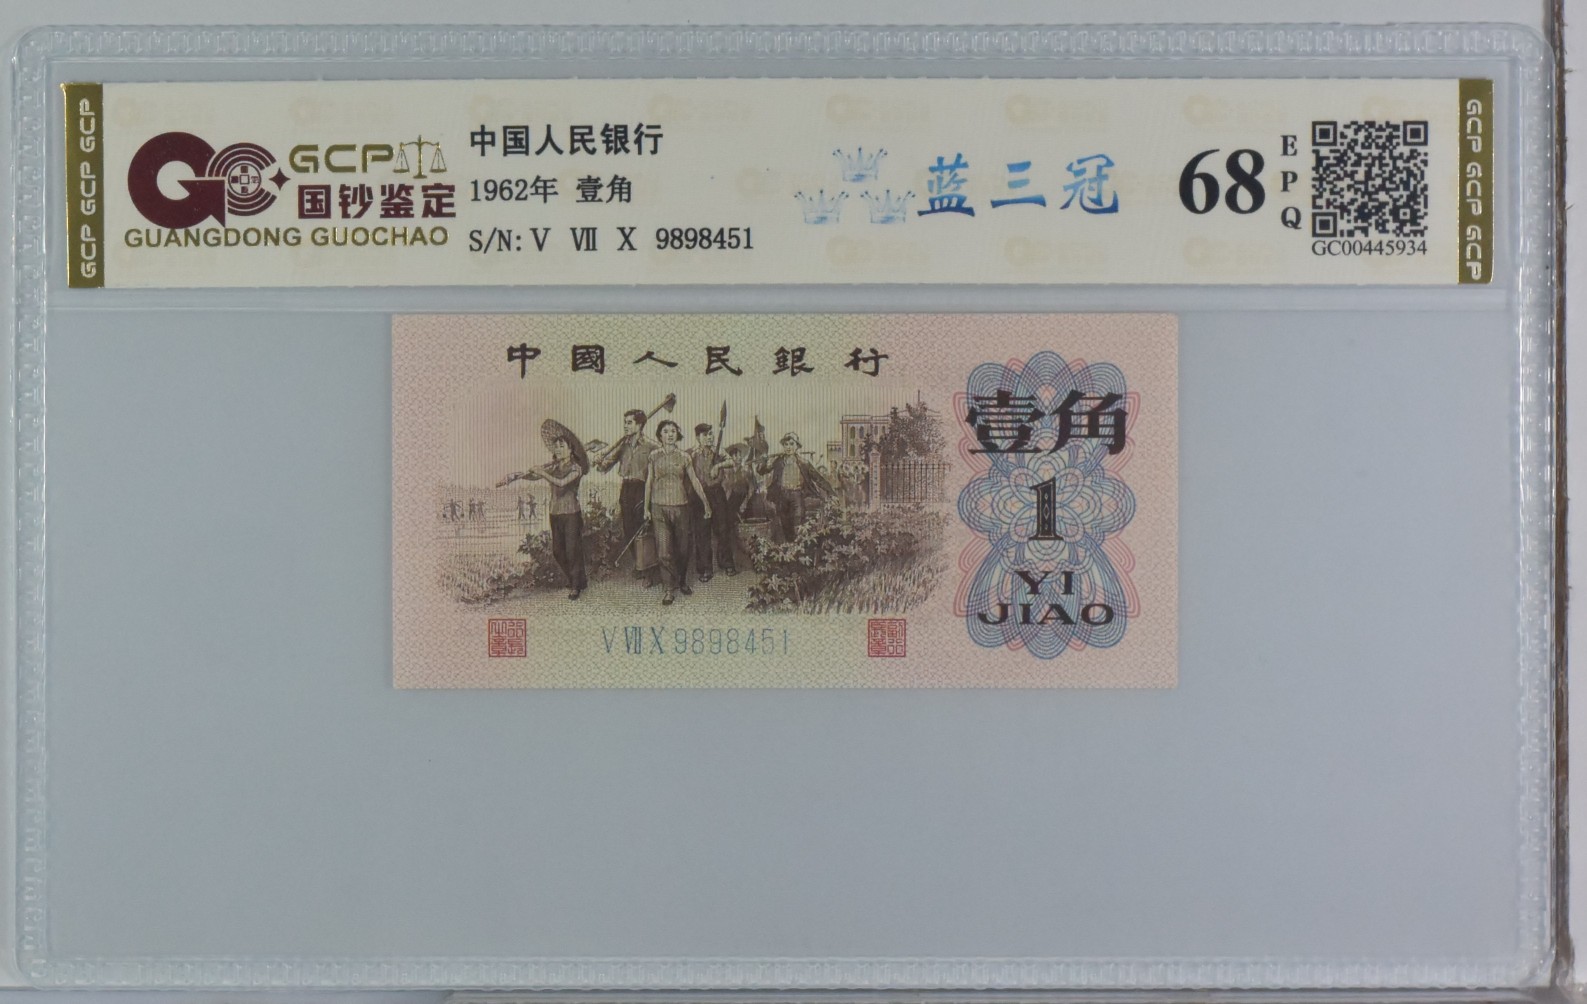 GCP GCP GCP
GCP
国钞鉴定
GUANGDONG GUOCHAO
中国人民银行
1962年 壹角
S/N: V Ⅶ X 9898451
蓝三冠
68
EPQ
GC00445934
GCP GCP GCP
中國人民銀行
壹角
1
YI
JIAO
V Ⅶ X 9898451